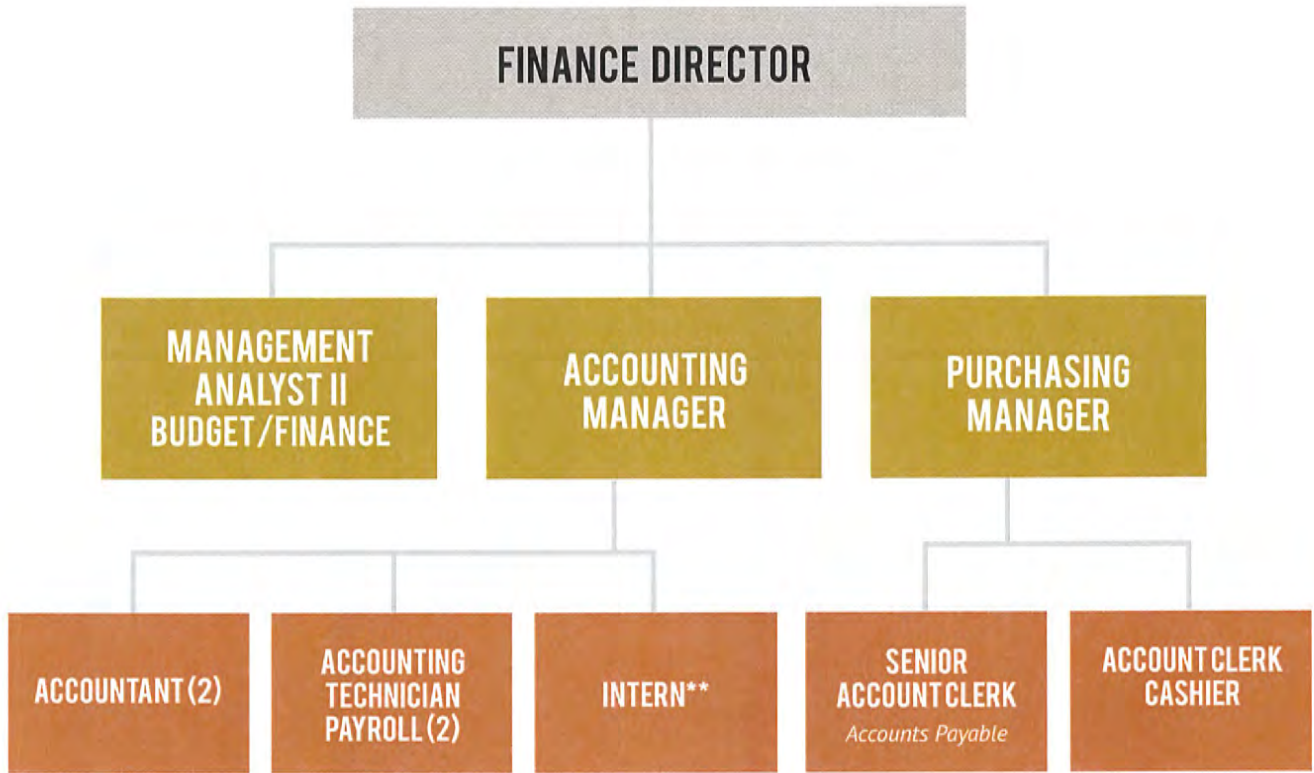 FINANCE DIRECTOR
MANAGEMENT
ANALYST II
BUDGET/FINANCE
ACCOUNTING
MANAGER
PURCHASING
MANAGER
ACCOUNTANT (2)
ACCOUNTING
TECHNICIAN
PAYROLL (2)
INTERN**
SENIOR
ACCOUNT CLERK
Accounts Payable
ACCOUNT CLERK
CASHIER